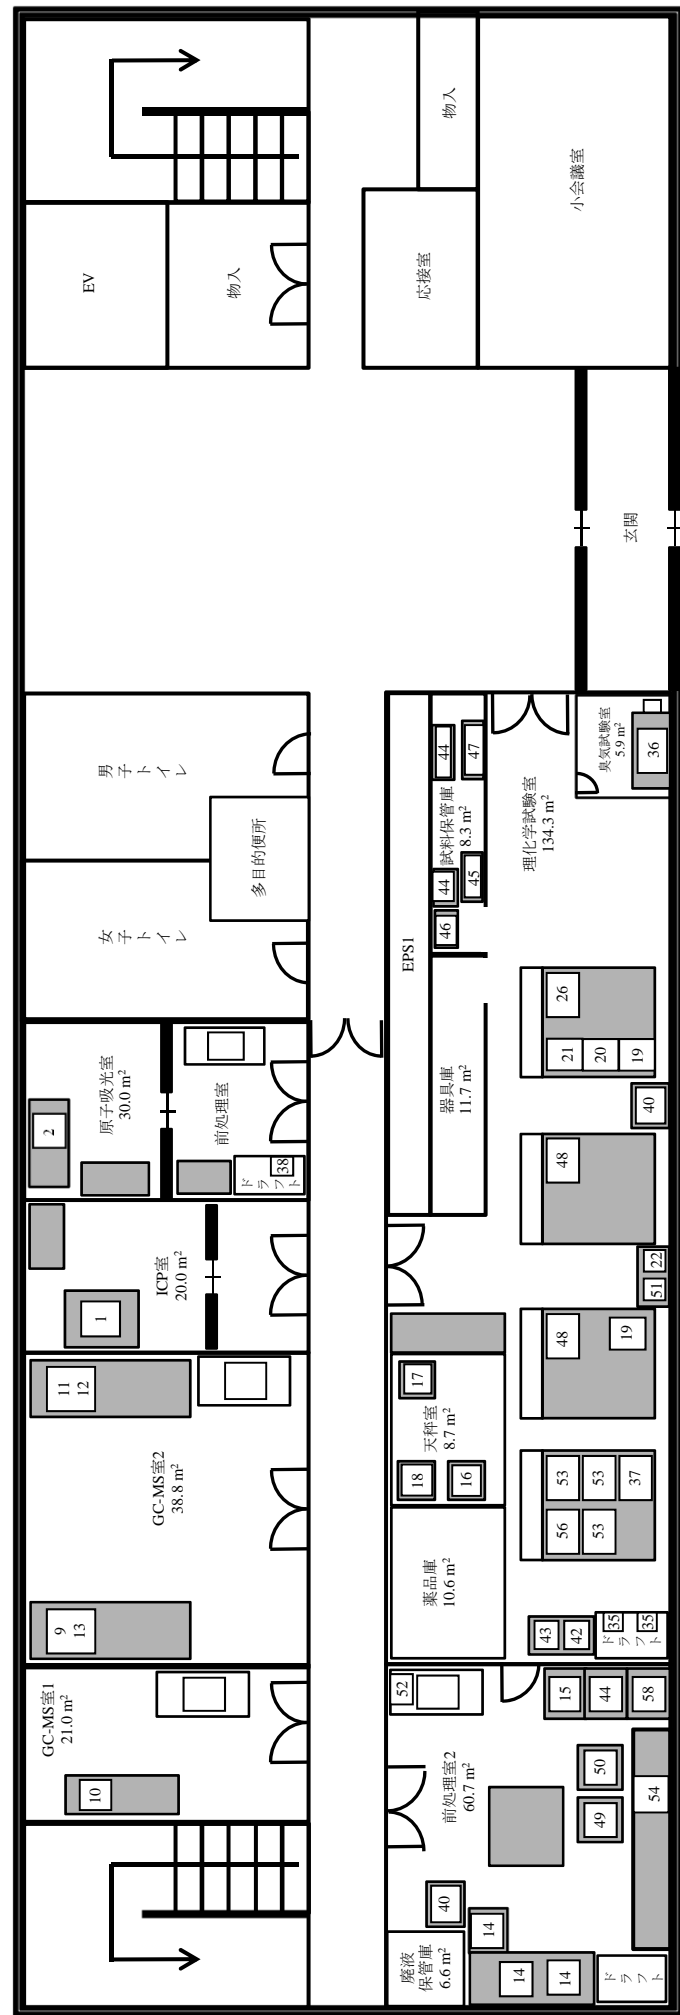 EV
物入
物入
応接室
小会議室
玄関
男子トイレ
多目的便所
女子トイレ
EPS1
44
47
試料保管庫
8.3 m²
44
45
46
理化学試験室
134.3 m²
臭気試験室
5.9 m²
36
原子吸光室
30.0 m²
2
前処理室
38
ドラフト
器具庫
11.7 m²
26
21
20
19
40
48
22
51
ICP室
20.0 m²
1
48
19
17
天秤室
8.7 m²
18
16
GC-MS室2
38.8 m²
11
12
9
13
53
53
37
56
53
薬品庫
10.6 m²
43
42
35
35
ドラフト
GC-MS室1
21.0 m²
10
52
前処理室2
60.7 m²
15
44
58
50
49
54
40
14
廃液
保管庫
6.6 m²
14
14
ドラフト